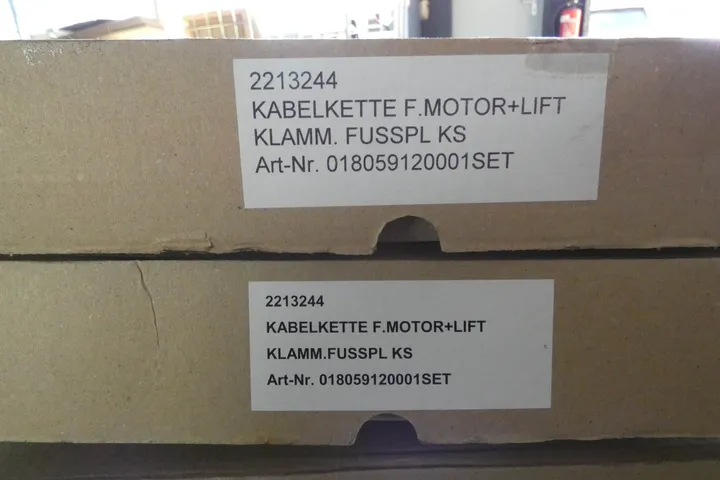 2213244
KABELKETTE F.MOTOR+LIFT
KLAMM. FUSSPL KS
Art-Nr. 018059120001SET
2213244
KABELKETTE F.MOTOR+LIFT
KLAMM.FUSSPL KS
Art-Nr. 018059120001SET